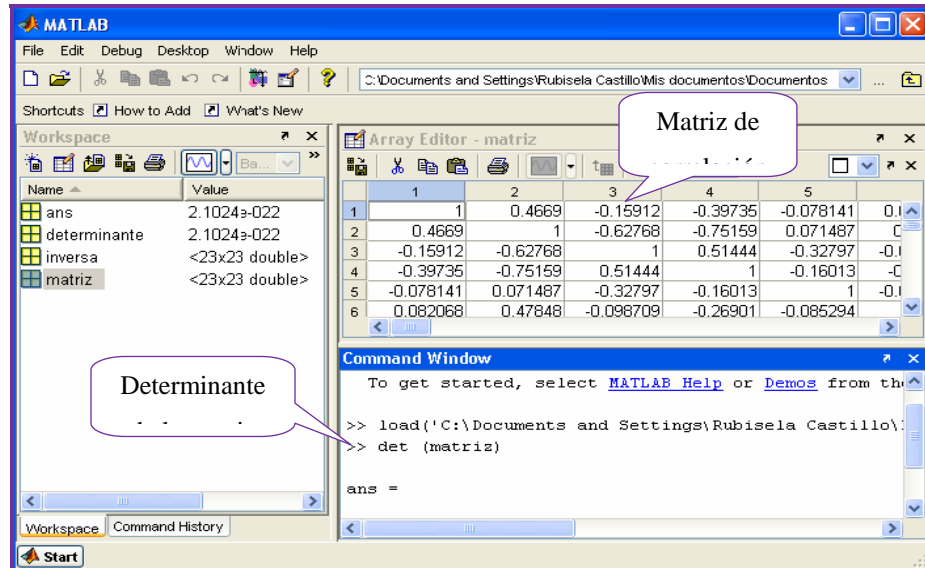 MATLAB
File Edit Debug Desktop Window Help
C:\Documents and Settings\Rubisela Castillo\Mis documentos\Documentos ...
Shortcuts How to Add What's New
Workspace
Ba...
Name Value
ans 2.1024e-022
determinante 2.1024e-022
inversa <23x23 double>
matriz <23x23 double>
Array Editor - matriz
Matriz de
1 2 3 4 5
1 1 0.4669 -0.15912 -0.39735 -0.078141
2 0.4669 1 -0.62768 -0.75159 0.071487
3 -0.15912 -0.62768 1 0.51444 -0.32797
4 -0.39735 -0.75159 0.51444 1 -0.16013
5 -0.078141 0.071487 -0.32797 -0.16013 1
6 0.082068 0.47848 -0.098709 -0.26901 -0.085294
Determinante
Command Window
To get started, select MATLAB Help or Demos from th
>> load('C:\Documents and Settings\Rubisela Castillo\
>> det (matriz)
ans =
Workspace Command History
Start